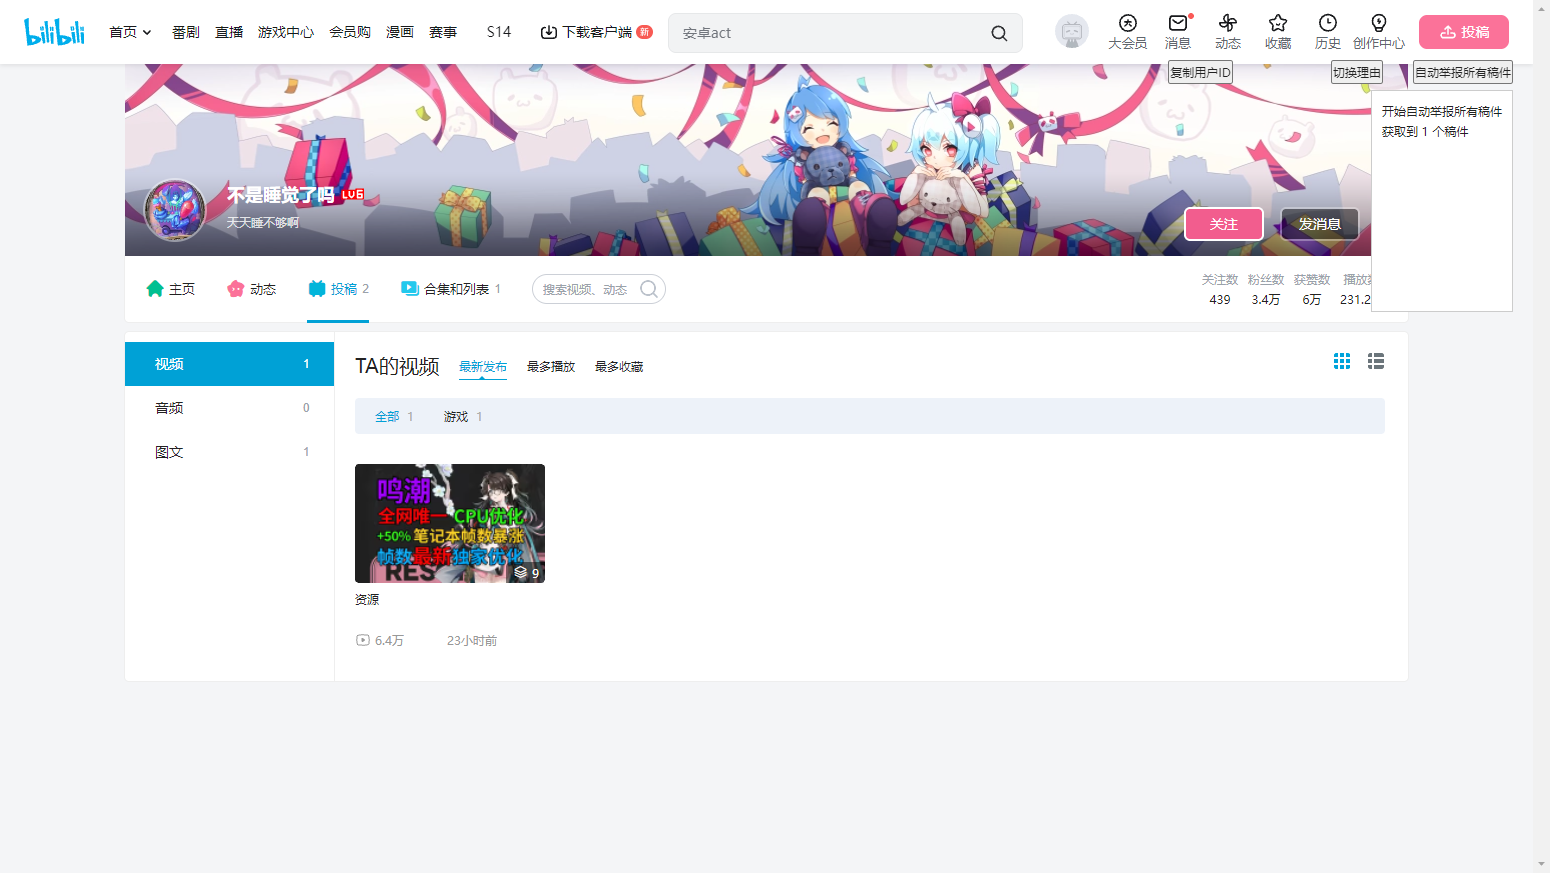 bilibili
首页 番剧 直播 游戏中心 会员购 漫画 赛事 S14 下载客户端 新
安卓act
大会员 消息 动态 收藏 历史 创作中心 投稿
复制用户ID 切换理由 自动举报所有稿件
开始自动举报所有稿件
获取到 1 个稿件
不是睡觉了吗 LV6
天天睡不够啊
关注 发消息
主页 动态 投稿 2 合集和列表 1 搜索视频、动态
关注数 粉丝数 获赞数 播放
439 3.4万 6万 231.2
视频 1
音频 0
图文 1
TA的视频 最新发布 最多播放 最多收藏
全部 1 游戏 1
鸣潮
全网唯一 CPU优化
+50% 笔记本帧数暴涨
帧数最新独家优化
RES
9
资源
6.4万 23小时前